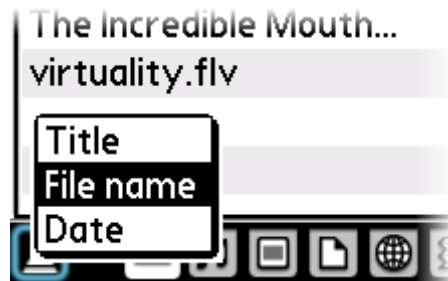 The Incredible Mouth...
virtuality.flv
Title
File name
Date